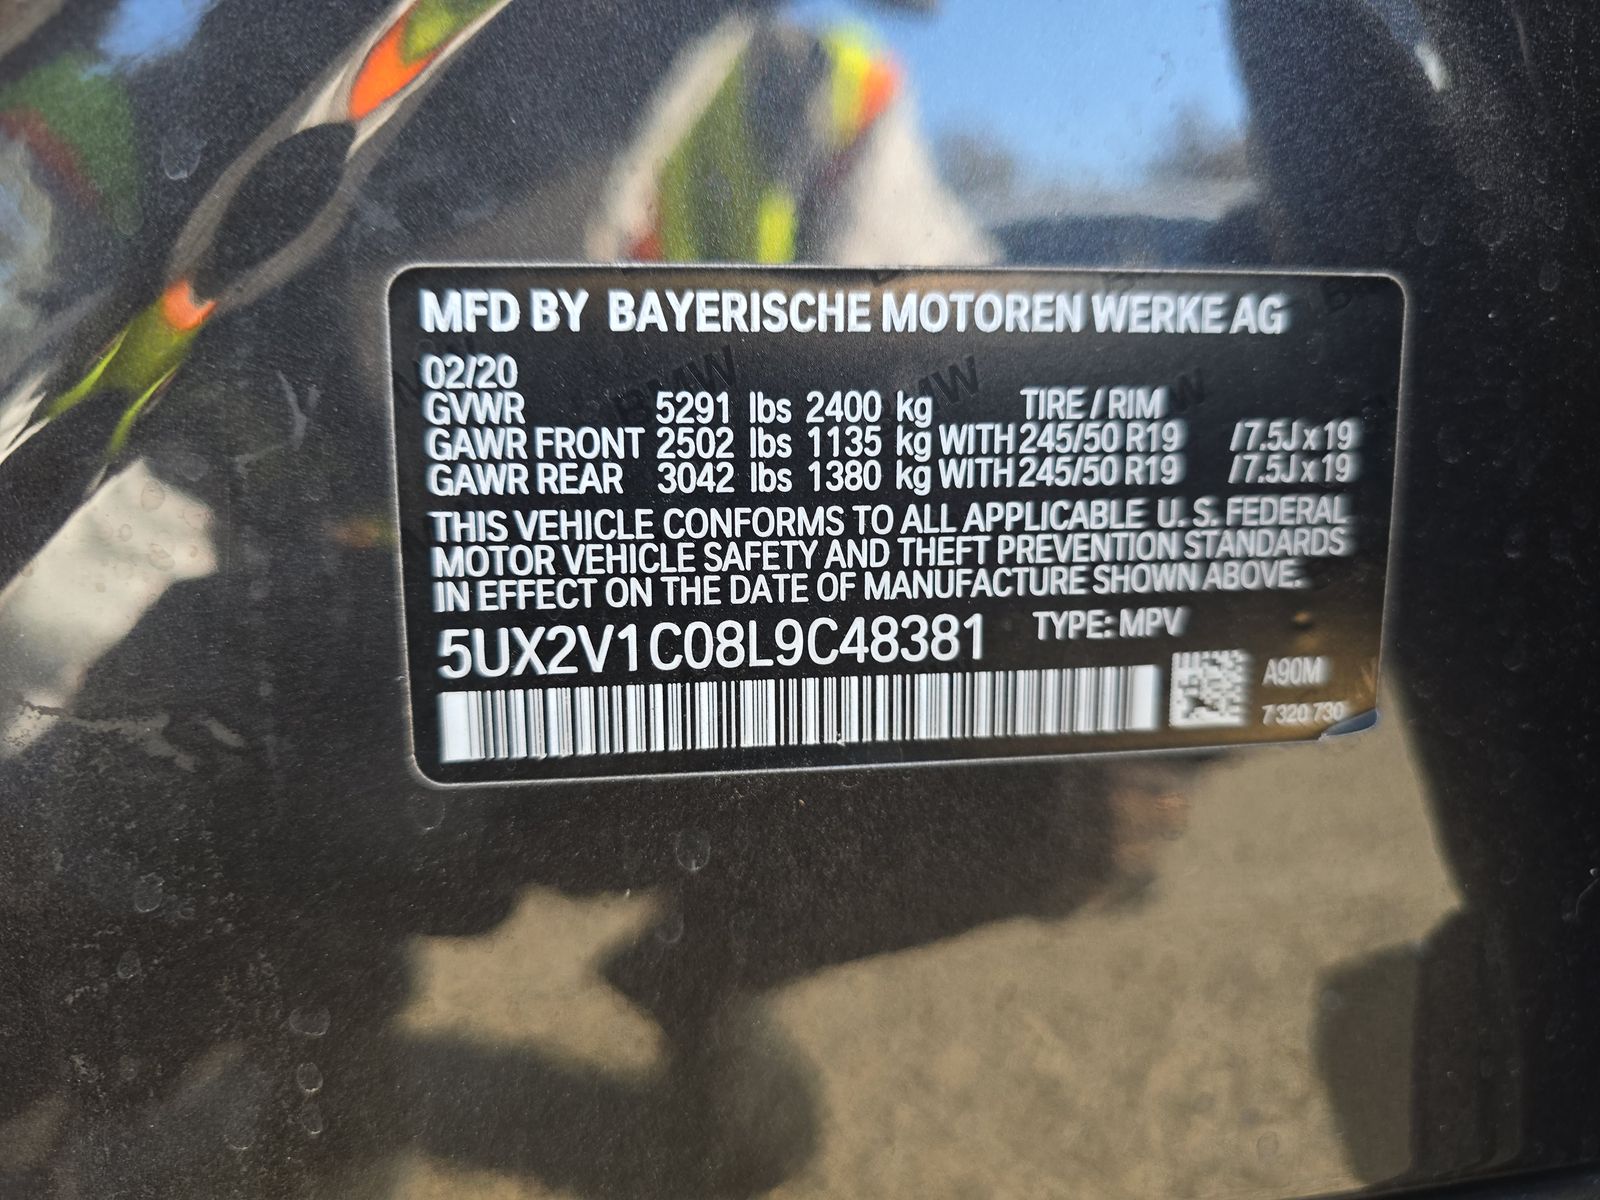 MFD BY BAYERISCHE MOTOREN WERKE AG
02/20
GVWR 5291 lbs 2400 kg TIRE / RIM
GAWR FRONT 2502 lbs 1135 kg WITH 245/50 R19 /7.5J x 19
GAWR REAR 3042 lbs 1380 kg WITH 245/50 R19 /7.5J x 19
THIS VEHICLE CONFORMS TO ALL APPLICABLE U.S. FEDERAL
MOTOR VEHICLE SAFETY AND THEFT PREVENTION STANDARDS
IN EFFECT ON THE DATE OF MANUFACTURE SHOWN ABOVE.
5UX2V1C08L9C48381 TYPE: MPV
A90M
7 320 730
BMW